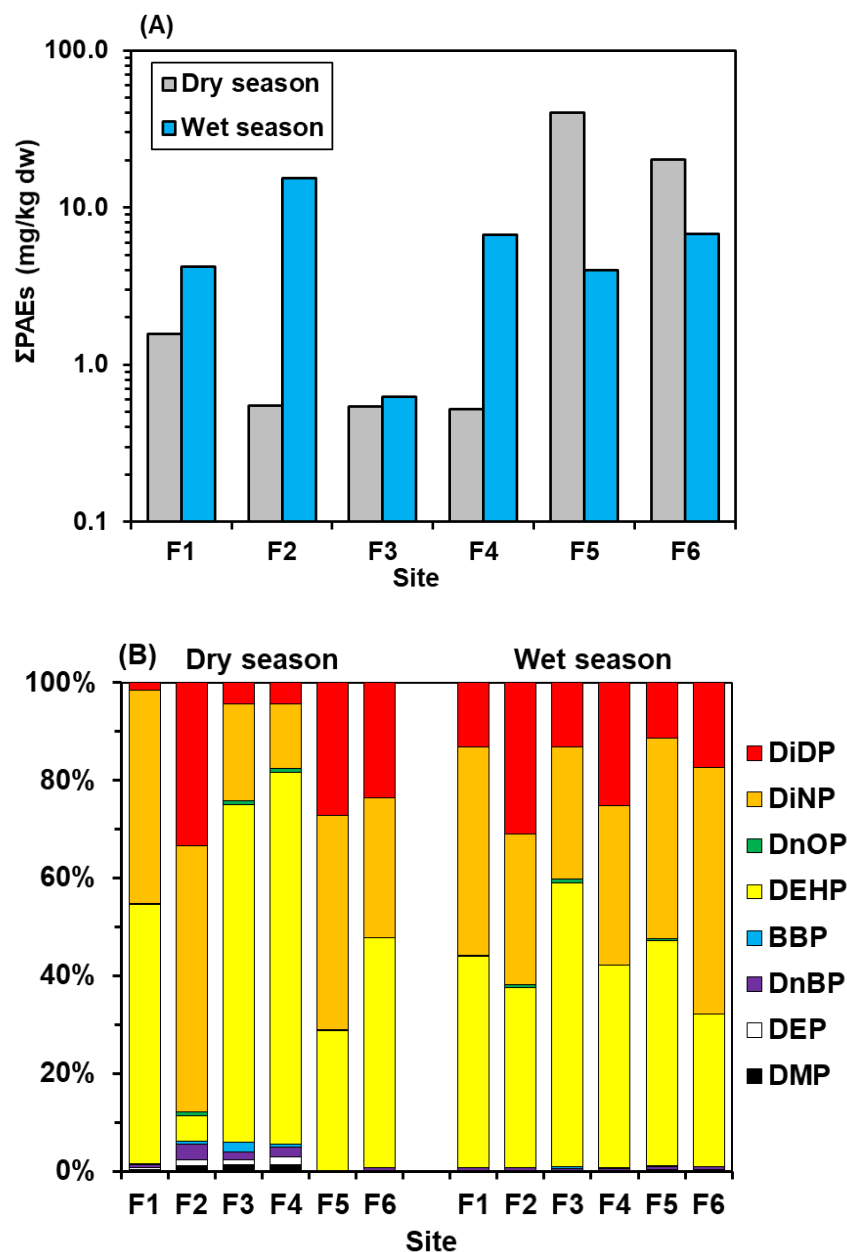 (A)
100.0
10.0
1.0
0.1
ΣPAEs (mg/kg dw)
Dry season
Wet season
F1 F2 F3 F4 F5 F6
Site
(B) Dry season Wet season
100%
80%
60%
40%
20%
0%
DiDP
DiNP
DnOP
DEHP
BBP
DnBP
DEP
DMP
F1 F2 F3 F4 F5 F6 F1 F2 F3 F4 F5 F6
Site